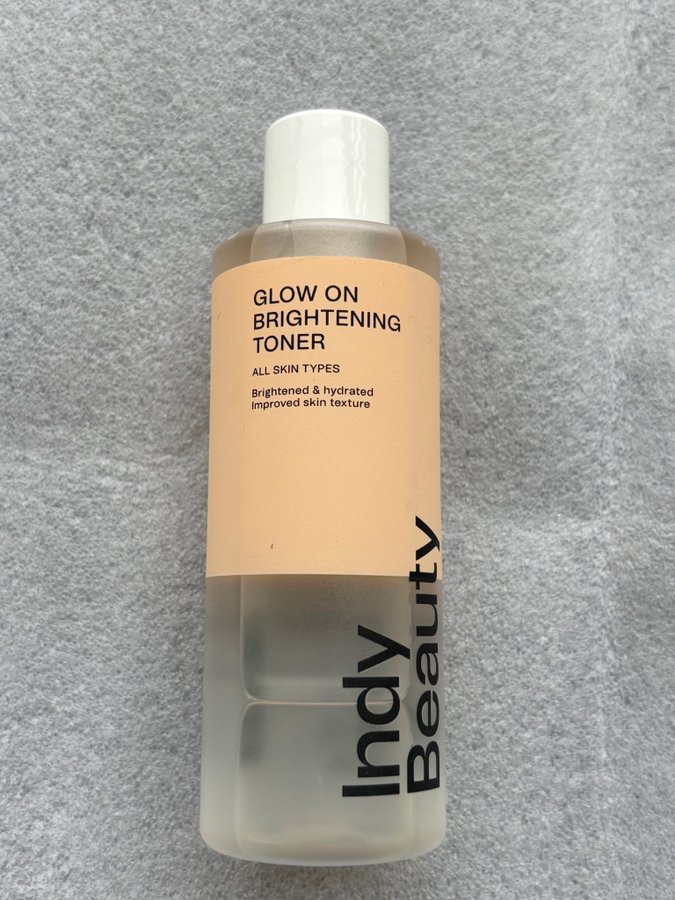 GLOW ON
BRIGHTENING
TONER
ALL SKIN TYPES
Brightened & hydrated
Improved skin texture
Indy
Beauty